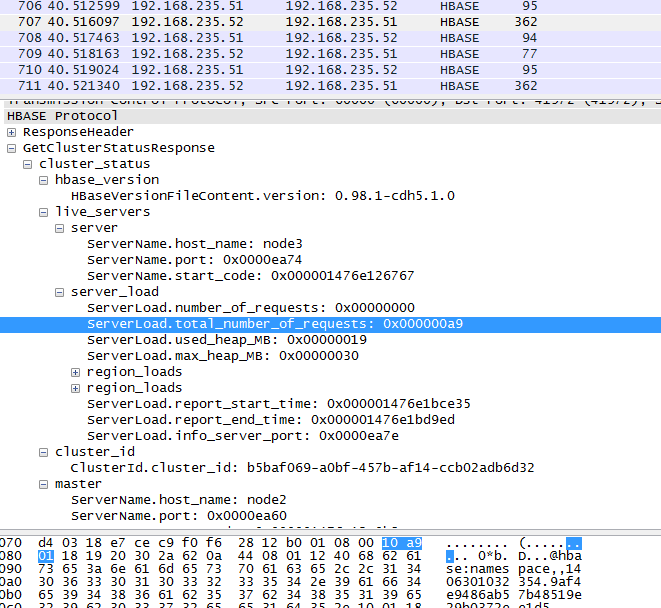 706 40.512599 192.168.235.51 192.168.235.52 HBASE 95
707 40.516097 192.168.235.52 192.168.235.51 HBASE 362
708 40.517463 192.168.235.51 192.168.235.52 HBASE 94
709 40.518163 192.168.235.52 192.168.235.51 HBASE 77
710 40.519024 192.168.235.51 192.168.235.52 HBASE 95
711 40.521340 192.168.235.52 192.168.235.51 HBASE 362
HBASE Protocol
ResponseHeader
GetClusterStatusResponse
cluster_status
hbase_version
HBaseVersionFileContent.version: 0.98.1-cdh5.1.0
live_servers
server
ServerName.host_name: node3
ServerName.port: 0x0000ea74
ServerName.start_code: 0x000001476e126767
server_load
ServerLoad.number_of_requests: 0x00000000
ServerLoad.total_number_of_requests: 0x000000a9
ServerLoad.used_heap_MB: 0x00000019
ServerLoad.max_heap_MB: 0x00000030
region_loads
region_loads
ServerLoad.report_start_time: 0x000001476e1bce35
ServerLoad.report_end_time: 0x000001476e1bd9ed
ServerLoad.info_server_port: 0x0000ea7e
cluster_id
ClusterId.cluster_id: b5baf069-a0bf-457b-af14-ccb02adb6d32
master
ServerName.host_name: node2
ServerName.port: 0x0000ea60
070 d4 03 18 e7 ce c9 f0 f6 28 12 b0 01 08 00 10 a9 ........ (.......
080 01 18 19 20 30 2a 62 0a 44 08 01 12 40 68 62 61 ... 0*b. D...@hba
090 73 65 3a 6e 61 6d 65 73 70 61 63 65 2c 2c 31 34 se:names pace,,14
0a0 30 36 33 30 31 30 33 32 33 35 34 2e 39 61 66 34 06301032 354.9af4
0b0 65 39 34 38 36 61 62 35 37 62 34 38 35 31 39 65 e9486ab5 7b48519e